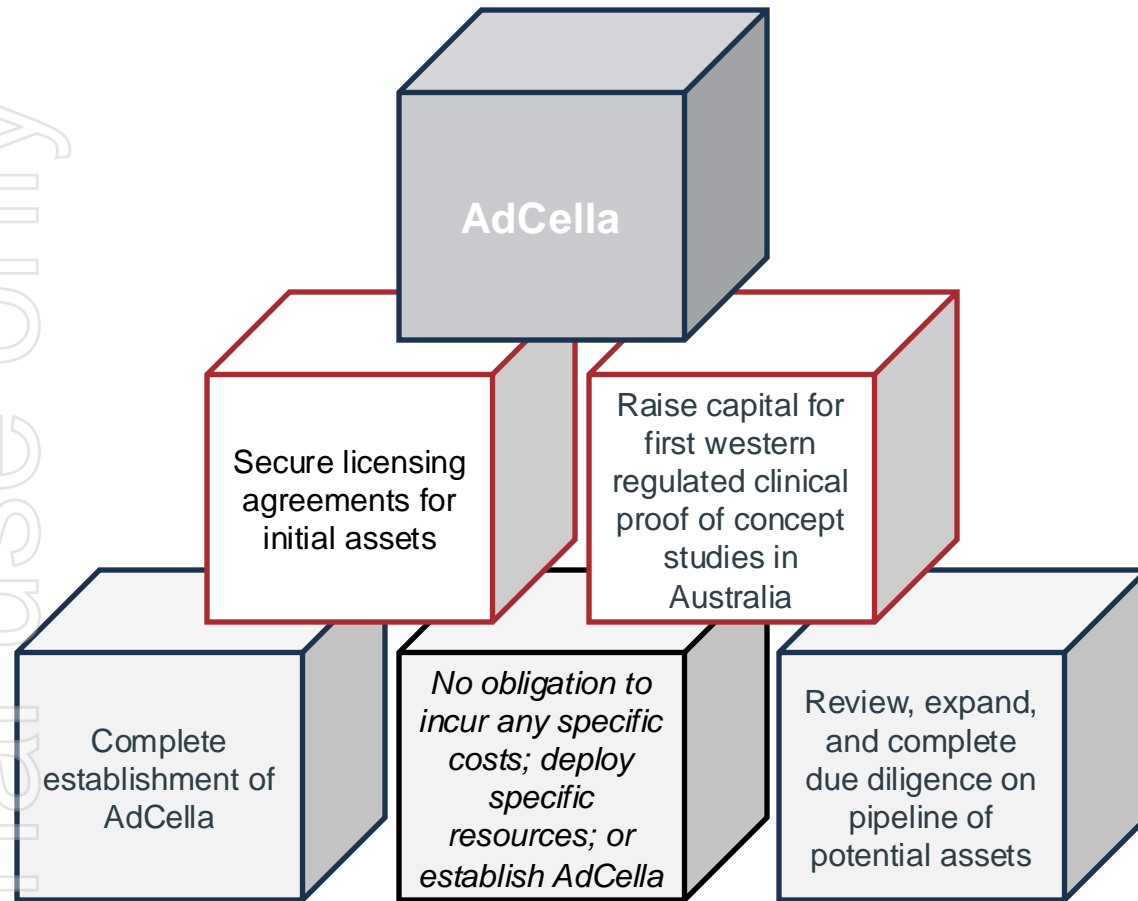 AdCella
Secure licensing
agreements for
initial assets
Raise capital for
first western
regulated clinical
proof of concept
studies in
Australia
Complete
establishment of
AdCella
No obligation to
incur any specific
costs; deploy
specific
resources; or
establish AdCella
Review, expand,
and complete
due diligence on
pipeline of
potential assets
use only